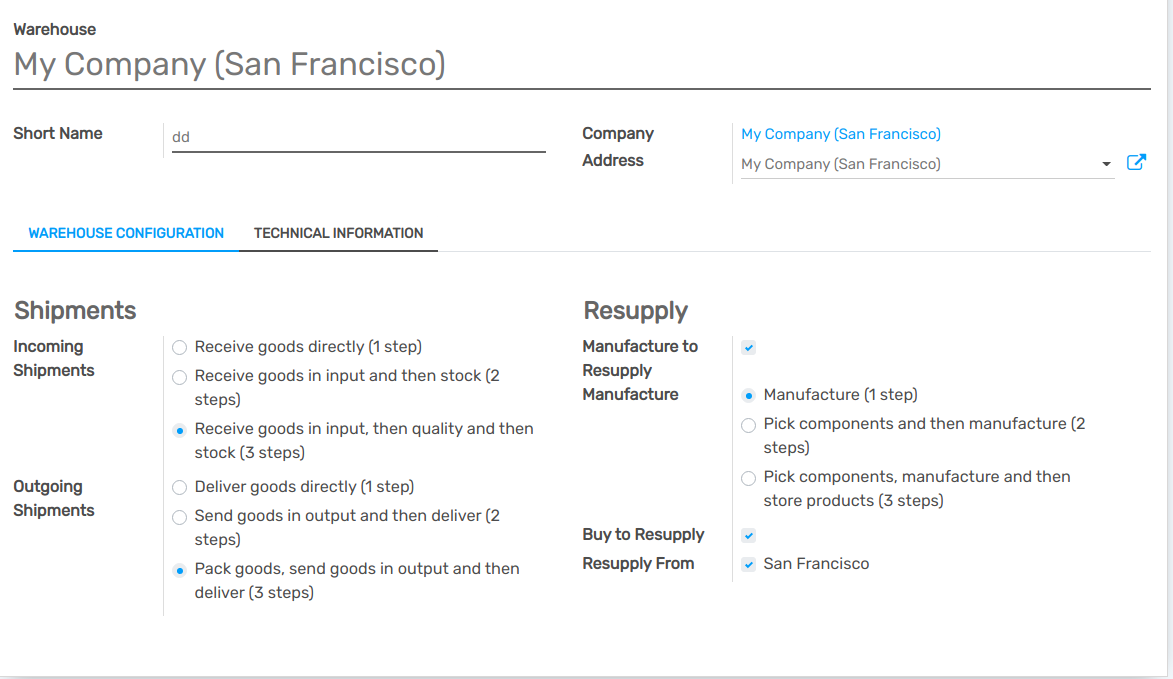 Warehouse
My Company (San Francisco)
Short Name
dd
Company
My Company (San Francisco)
Address
My Company (San Francisco)
WAREHOUSE CONFIGURATION
TECHNICAL INFORMATION
Shipments
Incoming
Shipments
Receive goods directly (1 step)
Receive goods in input and then stock (2
steps)
Receive goods in input, then quality and then
stock (3 steps)
Outgoing
Shipments
Deliver goods directly (1 step)
Send goods in output and then deliver (2
steps)
Pack goods, send goods in output and then
deliver (3 steps)
Resupply
Manufacture to
Resupply
Manufacture
Manufacture (1 step)
Pick components and then manufacture (2
steps)
Pick components, manufacture and then
store products (3 steps)
Buy to Resupply
Resupply From
San Francisco